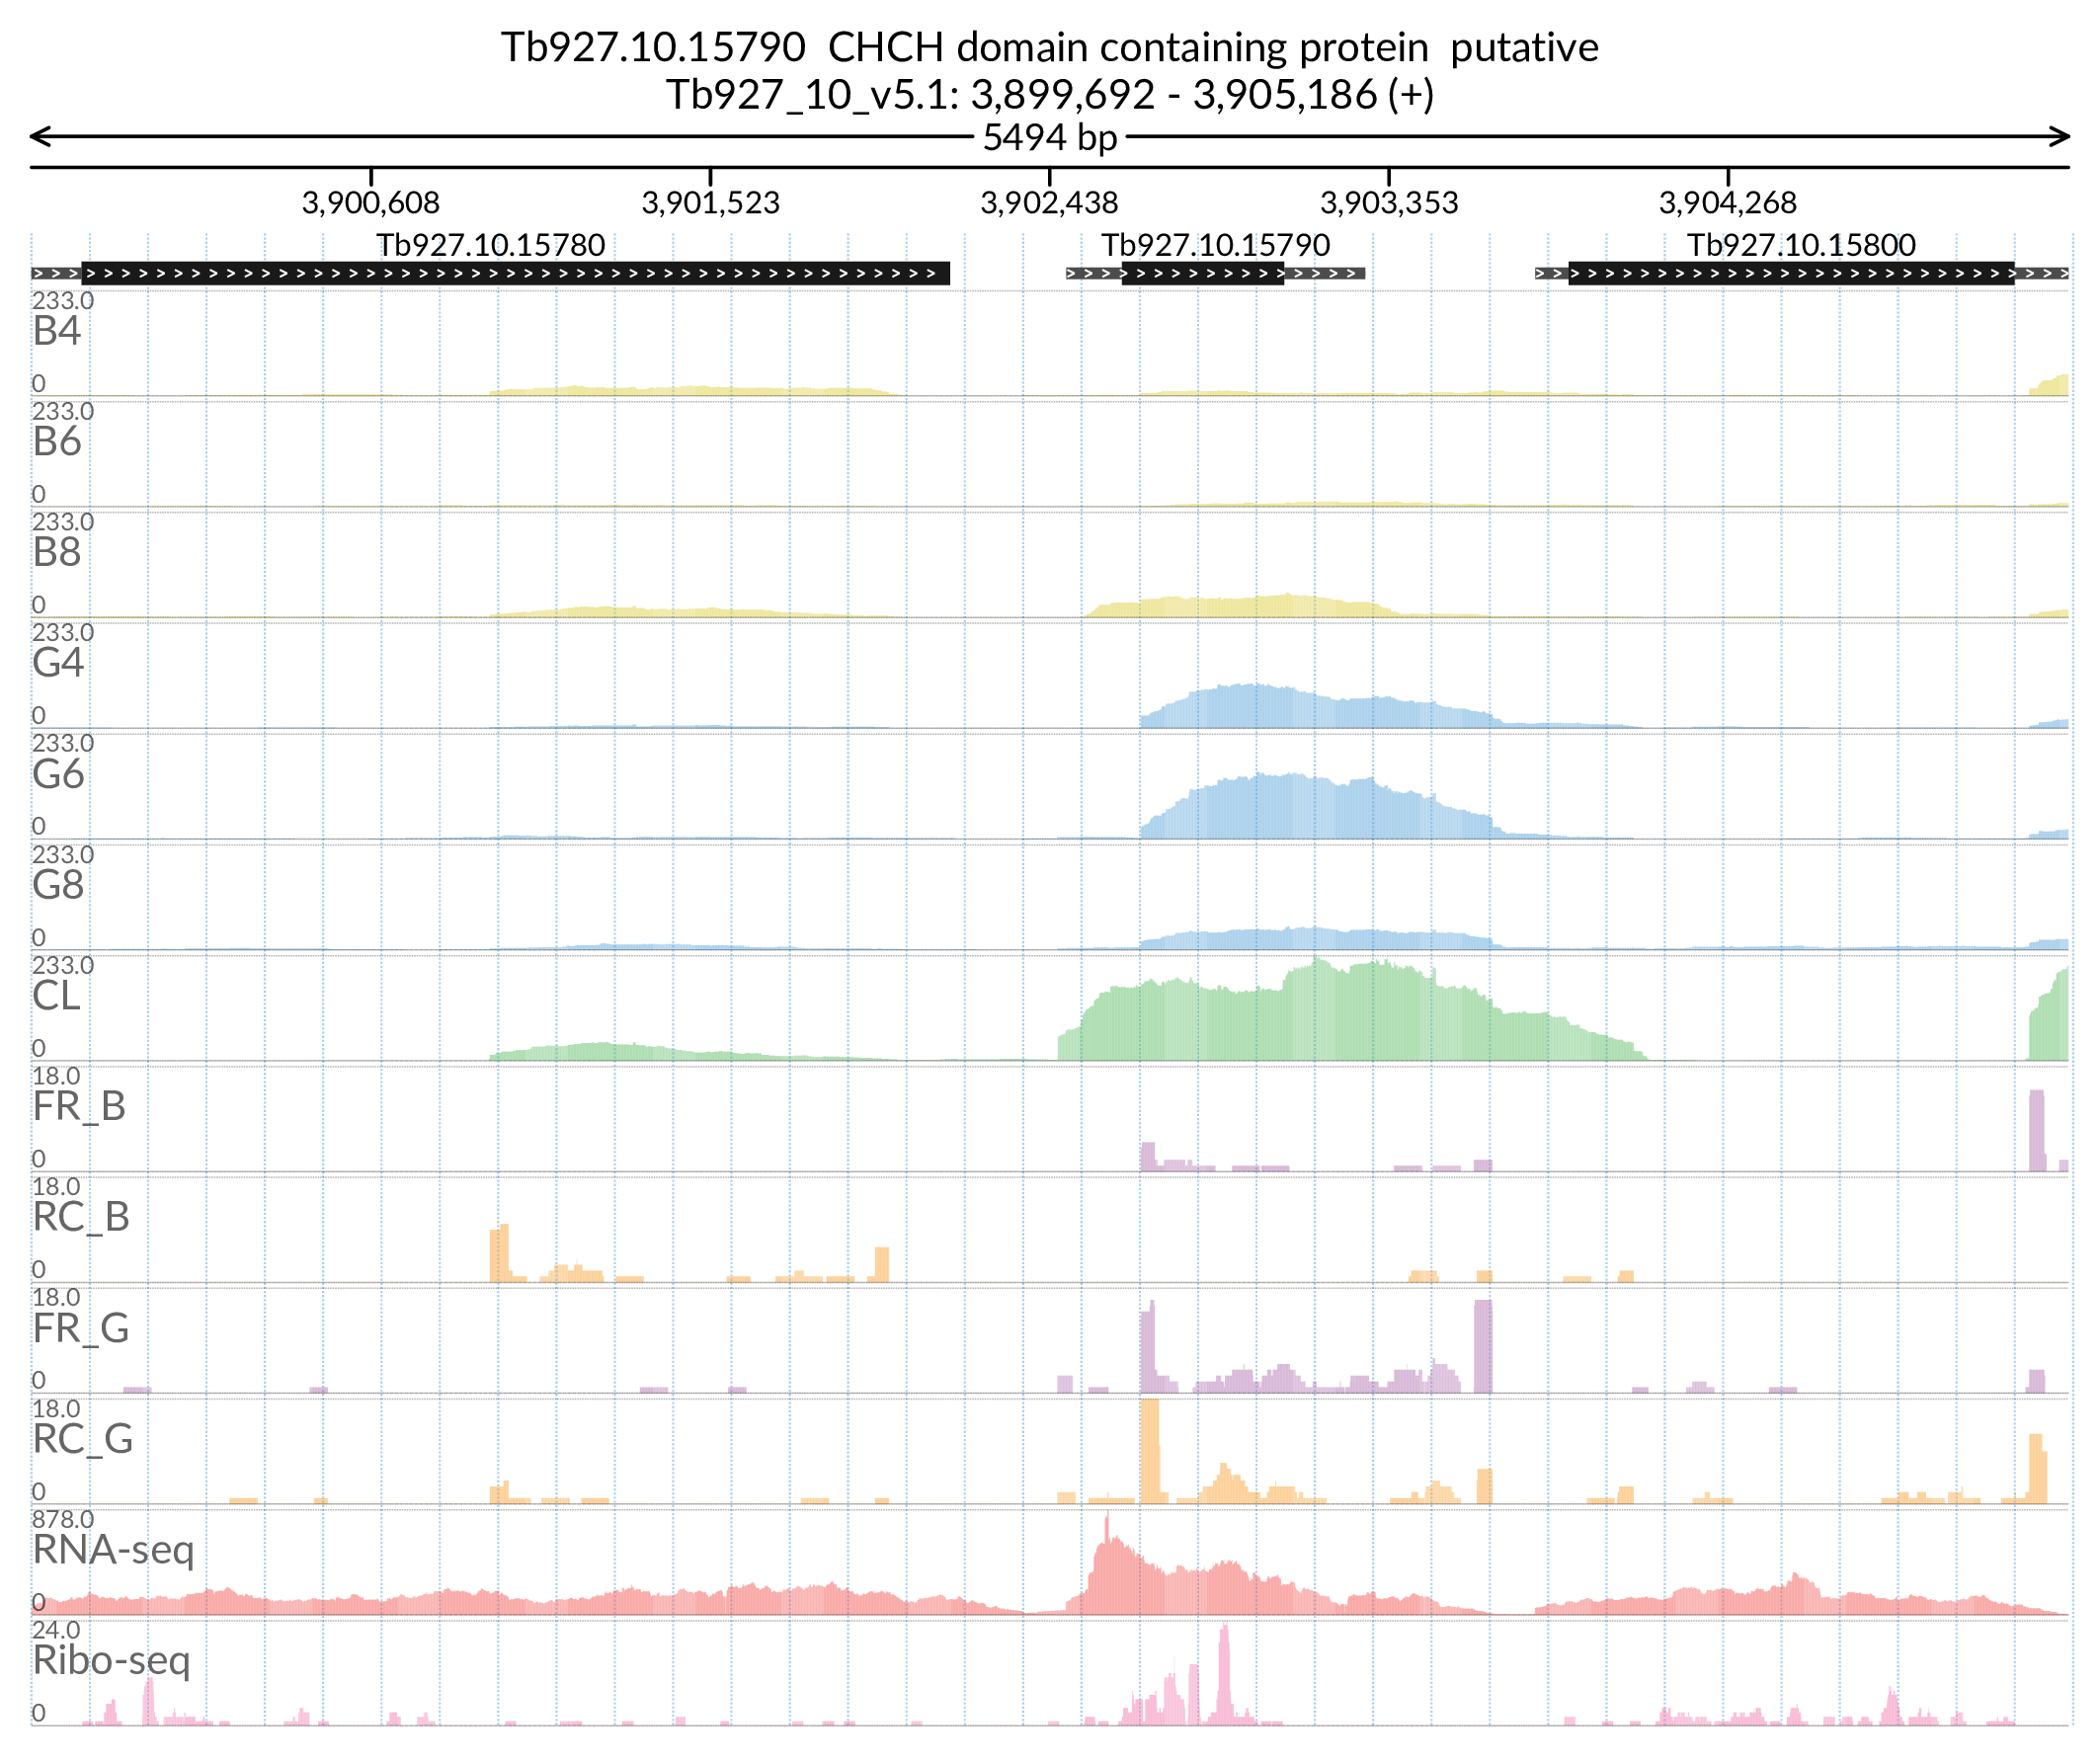 Tb927.10.15790  CHCH domain containing protein  putative
Tb927_10_v5.1: 3,899,692 - 3,905,186 (+)
5494 bp
3,900,608 3,901,523 3,902,438 3,903,353 3,904,268
Tb927.10.15780 Tb927.10.15790 Tb927.10.15800
233.0
B4
0
233.0
B6
0
233.0
B8
0
233.0
G4
0
233.0
G6
0
233.0
G8
0
233.0
CL
0
18.0
FR_B
0
18.0
RC_B
0
18.0
FR_G
0
18.0
RC_G
0
878.0
RNA-seq
0
24.0
Ribo-seq
0